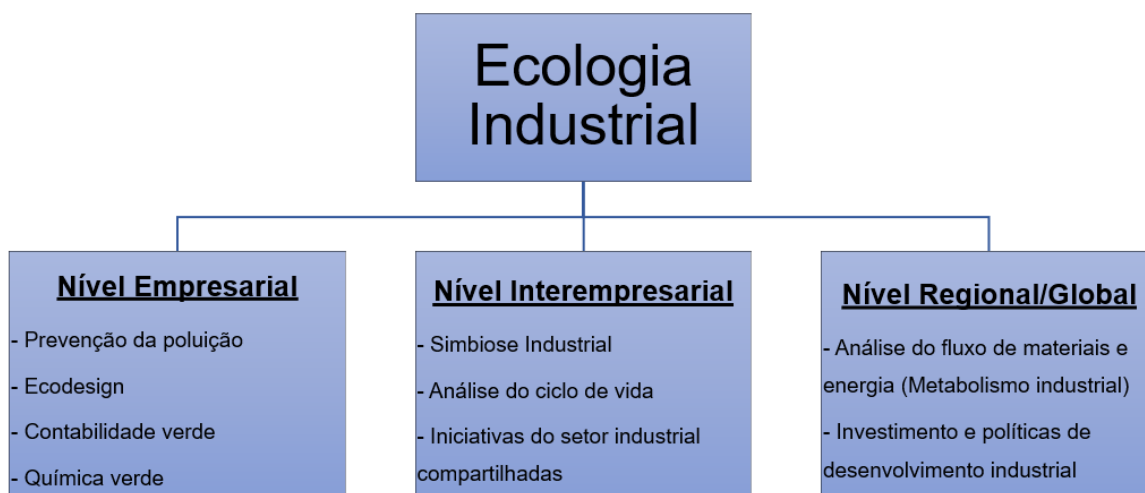 Ecologia
Industrial
Nível Empresarial
- Prevenção da poluição
- Ecodesign
- Contabilidade verde
- Química verde
Nível Interempresarial
- Simbiose Industrial
- Análise do ciclo de vida
- Iniciativas do setor industrial
compartilhadas
Nível Regional/Global
- Análise do fluxo de materiais e
energia (Metabolismo industrial)
- Investimento e políticas de
desenvolvimento industrial